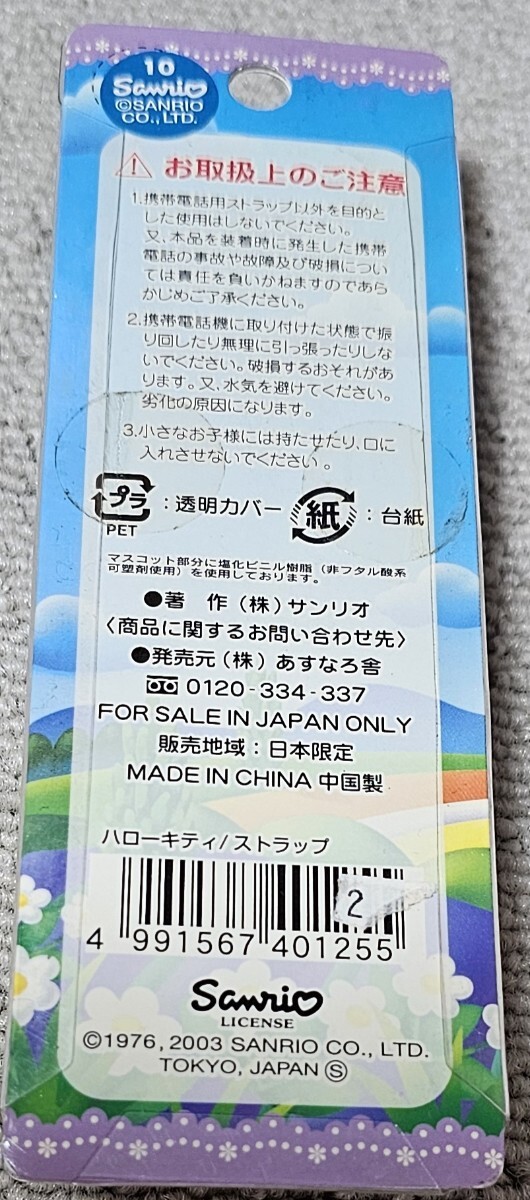 10
Sanrio
©SANRIO
CO., LTD.
⚠ お取扱上のご注意
1.携帯電話用ストラップ以外を目的と
した使用はしないでください。
又、本品を装着時に発生した携帯
電話の事故や故障及び破損につい
ては責任を負いかねますのであら
かじめご了承ください。
2.携帯電話機に取り付けた状態で振
り回したり無理に引っ張ったりしな
いでください。破損するおそれがあ
ります。又、水気を避けてください。
劣化の原因になります。
3.小さなお子様には持たせたり、口に
入れさせないでください。
プラ:透明カバー 紙:台紙
PET
マスコット部分に塩化ビニル樹脂(非フタル酸系
可塑剤使用)を使用しております。
●著 作(株)サンリオ
〈商品に関するお問い合わせ先〉
●発売元(株)あすなろ舎
0120-334-337
FOR SALE IN JAPAN ONLY
販売地域:日本限定
MADE IN CHINA 中国製
ハローキティ/ストラップ
2
4 991567 401255
Sanrio
LICENSE
©1976, 2003 SANRIO CO., LTD.
TOKYO, JAPAN Ⓢ